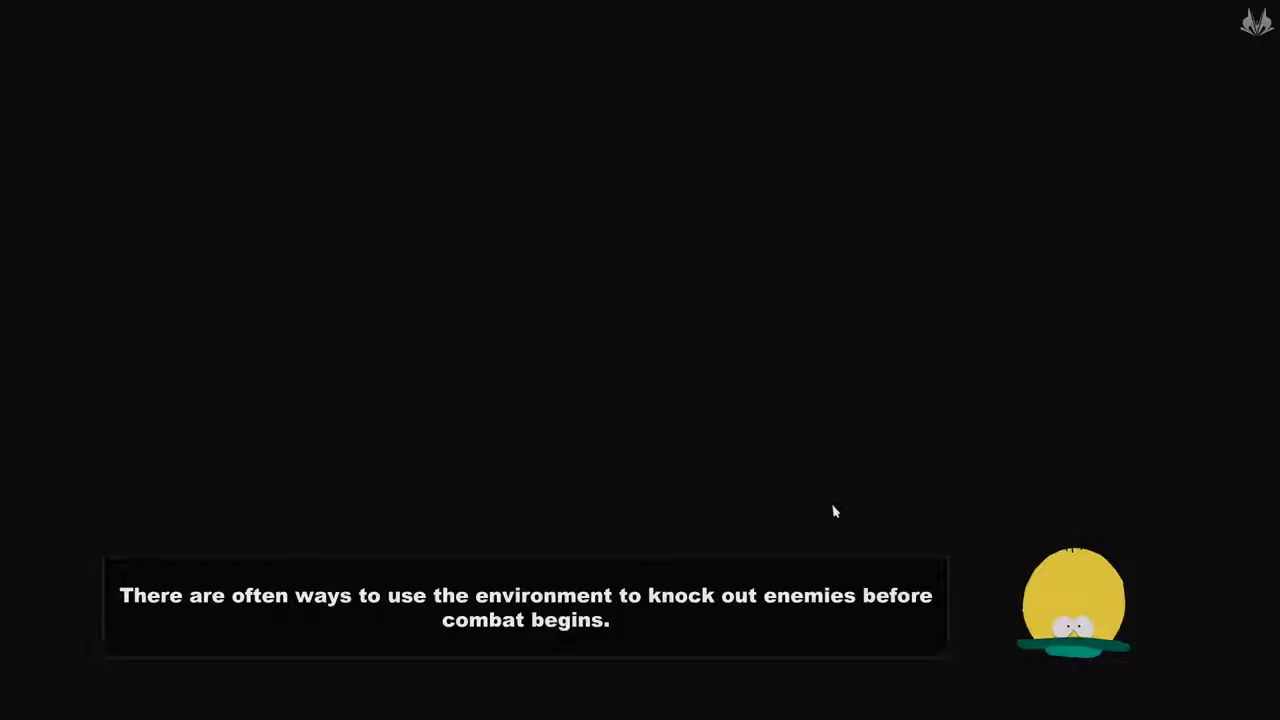 There are often ways to use the environment to knock out enemies before
combat begins.